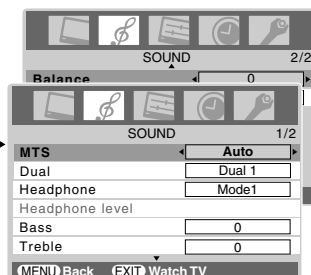 SOUND 2/2
Balance 0
SOUND 1/2
MTS Auto
Dual Dual 1
Headphone Mode1
Headphone level
Bass 0
Treble 0
MENU Back EXIT Watch TV